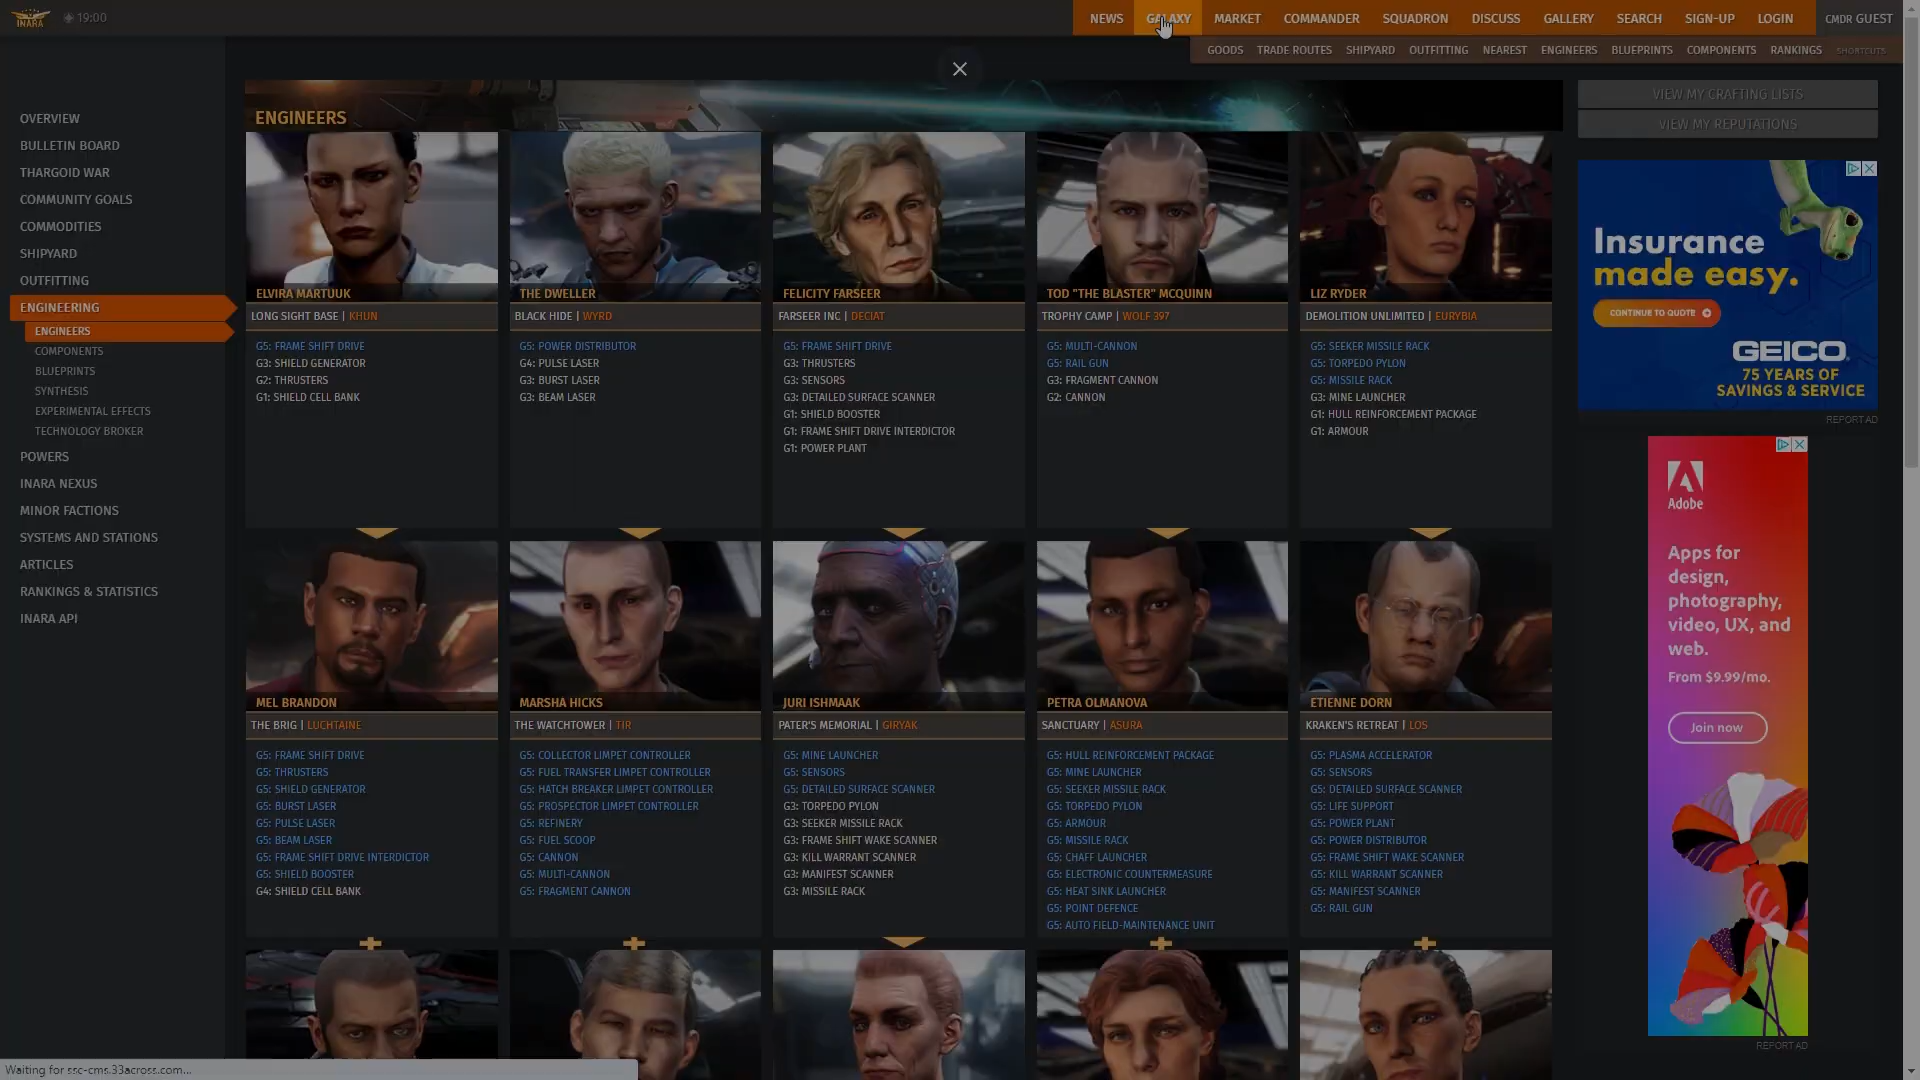 INARA
19:00
NEWS
GALAXY
MARKET
COMMANDER
SQUADRON
DISCUSS
GALLERY
SEARCH
SIGN-UP
LOGIN
CMDR GUEST
GOODS
TRADE ROUTES
SHIPYARD
OUTFITTING
NEAREST
ENGINEERS
BLUEPRINTS
COMPONENTS
RANKINGS
SHORTCUTS
OVERVIEW
BULLETIN BOARD
THARGOID WAR
COMMUNITY GOALS
COMMODITIES
SHIPYARD
OUTFITTING
ENGINEERING
ENGINEERS
COMPONENTS
BLUEPRINTS
SYNTHESIS
EXPERIMENTAL EFFECTS
TECHNOLOGY BROKER
POWERS
INARA NEXUS
MINOR FACTIONS
SYSTEMS AND STATIONS
ARTICLES
RANKINGS & STATISTICS
INARA API
ENGINEERS
ELVIRA MARTUUK
LONG SIGHT BASE | KHUN
G5: FRAME SHIFT DRIVE
G3: SHIELD GENERATOR
G2: THRUSTERS
G1: SHIELD CELL BANK
THE DWELLER
BLACK HIDE | WYRD
G5: POWER DISTRIBUTOR
G4: PULSE LASER
G3: BURST LASER
G3: BEAM LASER
FELICITY FARSEER
FARSEER INC | DECIAT
G5: FRAME SHIFT DRIVE
G3: THRUSTERS
G3: SENSORS
G3: DETAILED SURFACE SCANNER
G1: SHIELD BOOSTER
G1: FRAME SHIFT DRIVE INTERDICTOR
G1: POWER PLANT
TOD "THE BLASTER" MCQUINN
TROPHY CAMP | WOLF 397
G5: MULTI-CANNON
G5: RAIL GUN
G3: FRAGMENT CANNON
G2: CANNON
LIZ RYDER
DEMOLITION UNLIMITED | EURYBIA
G5: SEEKER MISSILE RACK
G5: TORPEDO PYLON
G5: MISSILE RACK
G3: MINE LAUNCHER
G1: HULL REINFORCEMENT PACKAGE
G1: ARMOUR
MEL BRANDON
THE BRIG | LUCHTAINE
G5: FRAME SHIFT DRIVE
G5: THRUSTERS
G5: SHIELD GENERATOR
G5: BURST LASER
G5: PULSE LASER
G5: BEAM LASER
G5: FRAME SHIFT DRIVE INTERDICTOR
G5: SHIELD BOOSTER
G4: SHIELD CELL BANK
MARSHA HICKS
THE WATCHTOWER | TIR
G5: COLLECTOR LIMPET CONTROLLER
G5: FUEL TRANSFER LIMPET CONTROLLER
G5: HATCH BREAKER LIMPET CONTROLLER
G5: PROSPECTOR LIMPET CONTROLLER
G5: REFINERY
G5: FUEL SCOOP
G5: CANNON
G5: MULTI-CANNON
G5: FRAGMENT CANNON
JURI ISHMAAK
PATER'S MEMORIAL | GIRYAK
G5: MINE LAUNCHER
G5: SENSORS
G5: DETAILED SURFACE SCANNER
G3: TORPEDO PYLON
G3: SEEKER MISSILE RACK
G3: FRAME SHIFT WAKE SCANNER
G3: KILL WARRANT SCANNER
G3: MANIFEST SCANNER
G3: MISSILE RACK
PETRA OLMANOVA
SANCTUARY | ASURA
G5: HULL REINFORCEMENT PACKAGE
G5: MINE LAUNCHER
G5: SEEKER MISSILE RACK
G5: TORPEDO PYLON
G5: ARMOUR
G5: MISSILE RACK
G5: CHAFF LAUNCHER
G5: ELECTRONIC COUNTERMEASURE
G5: HEAT SINK LAUNCHER
G5: POINT DEFENCE
G5: AUTO FIELD-MAINTENANCE UNIT
ETIENNE DORN
KRAKEN'S RETREAT | LOS
G5: PLASMA ACCELERATOR
G5: SENSORS
G5: DETAILED SURFACE SCANNER
G5: LIFE SUPPORT
G5: POWER PLANT
G5: POWER DISTRIBUTOR
G5: FRAME SHIFT WAKE SCANNER
G5: KILL WARRANT SCANNER
G5: MANIFEST SCANNER
G5: RAIL GUN
VIEW MY CRAFTING LISTS
VIEW MY REPUTATIONS
Insurance
made easy.
CONTINUE TO QUOTE
GEICO.
75 YEARS OF
SAVINGS & SERVICE
REPORT AD
Adobe
Apps for
design,
photography,
video, UX, and
web.
From $9.99/mo.
Join now
REPORT AD
Waiting for ssc-cms.33across.com...